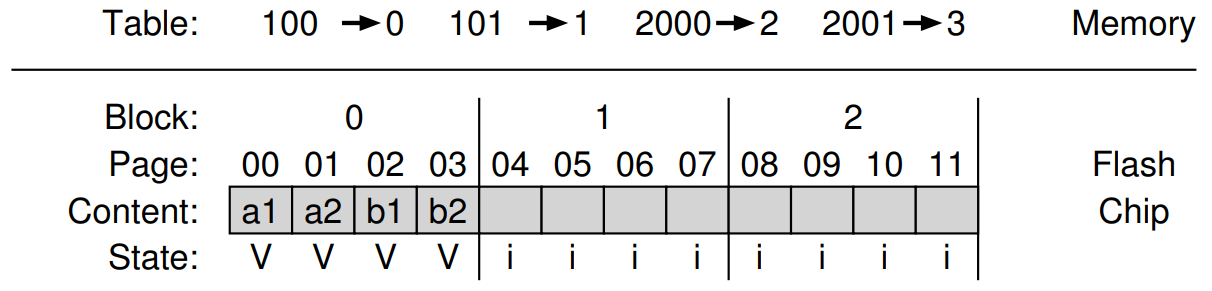 Table: 100 → 0 101 → 1 2000 → 2 2001 → 3 Memory
Block: 0 1 2
Page: 00 01 02 03 04 05 06 07 08 09 10 11 Flash
Content: a1 a2 b1 b2 Chip
State: V V V V i i i i i i i i